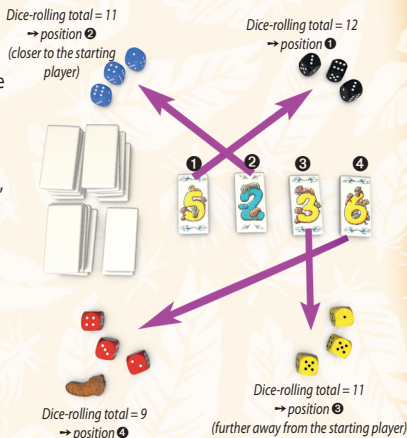 Dice-rolling total = 11
→ position ❷
(closer to the starting
player)
Dice-rolling total = 12
→ position ❶
❶ ❷ ❸ ❹
5 2 3 6
Dice-rolling total = 9
→ position ❹
Dice-rolling total = 11
→ position ❸
(further away from the starting player)